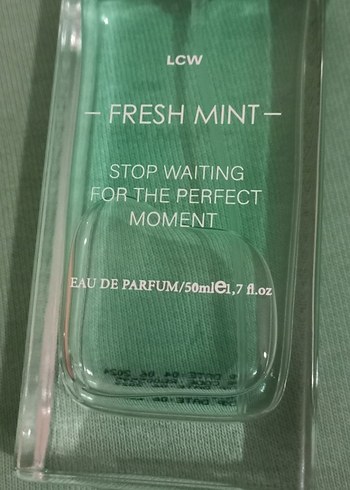 LCW
FRESH MINT
STOP WAITING
FOR THE PERFECT
MOMENT
EAU DE PARFUM/50ml℮1,7 fl.oz